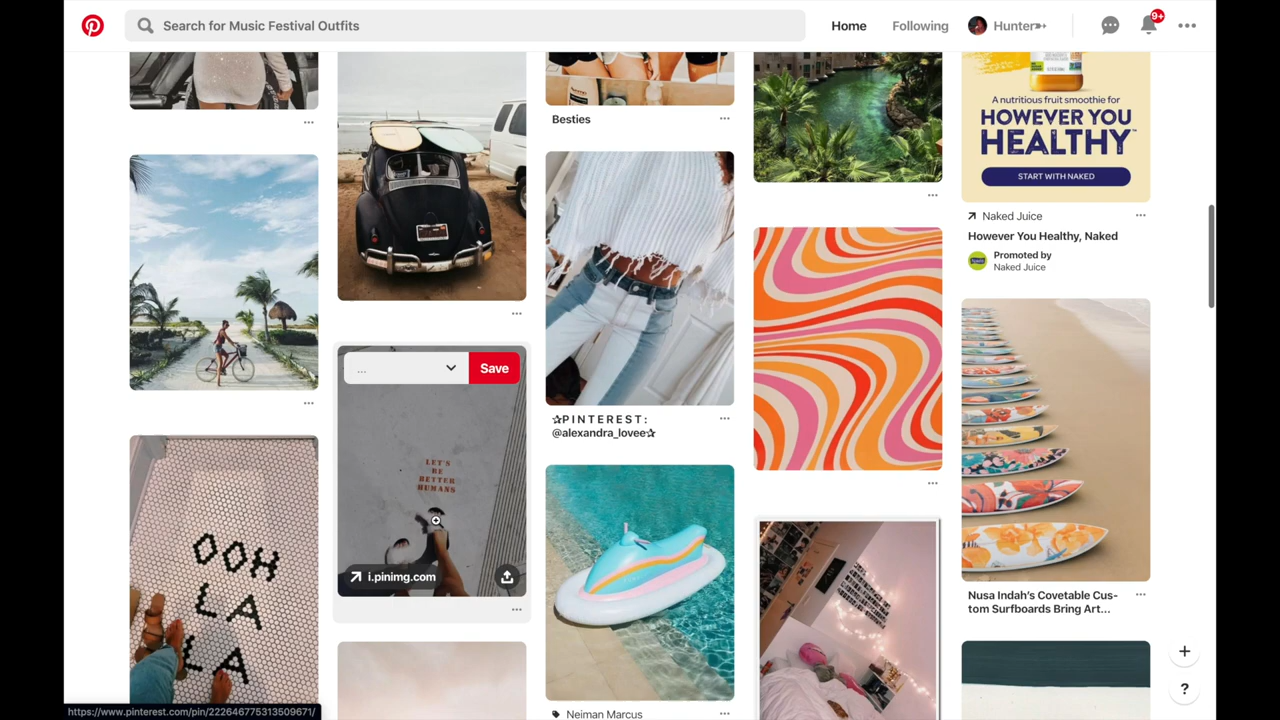 Search for Music Festival Outfits
Home
Following
Hunter➳
9+
Besties
A nutritious fruit smoothie for
HOWEVER YOU
HEALTHY™
START WITH NAKED
Naked Juice
However You Healthy, Naked
Promoted by
Naked Juice
...
Save
LET'S
BE
BETTER
HUMANS
i.pinimg.com
✰P I N T E R E S T :
@alexandra_lovee✰
OOH
LA
LA
Nusa Indah's Covetable Cus-
tom Surfboards Bring Art...
Neiman Marcus
+
?
https://www.pinterest.com/pin/222646775313509671/